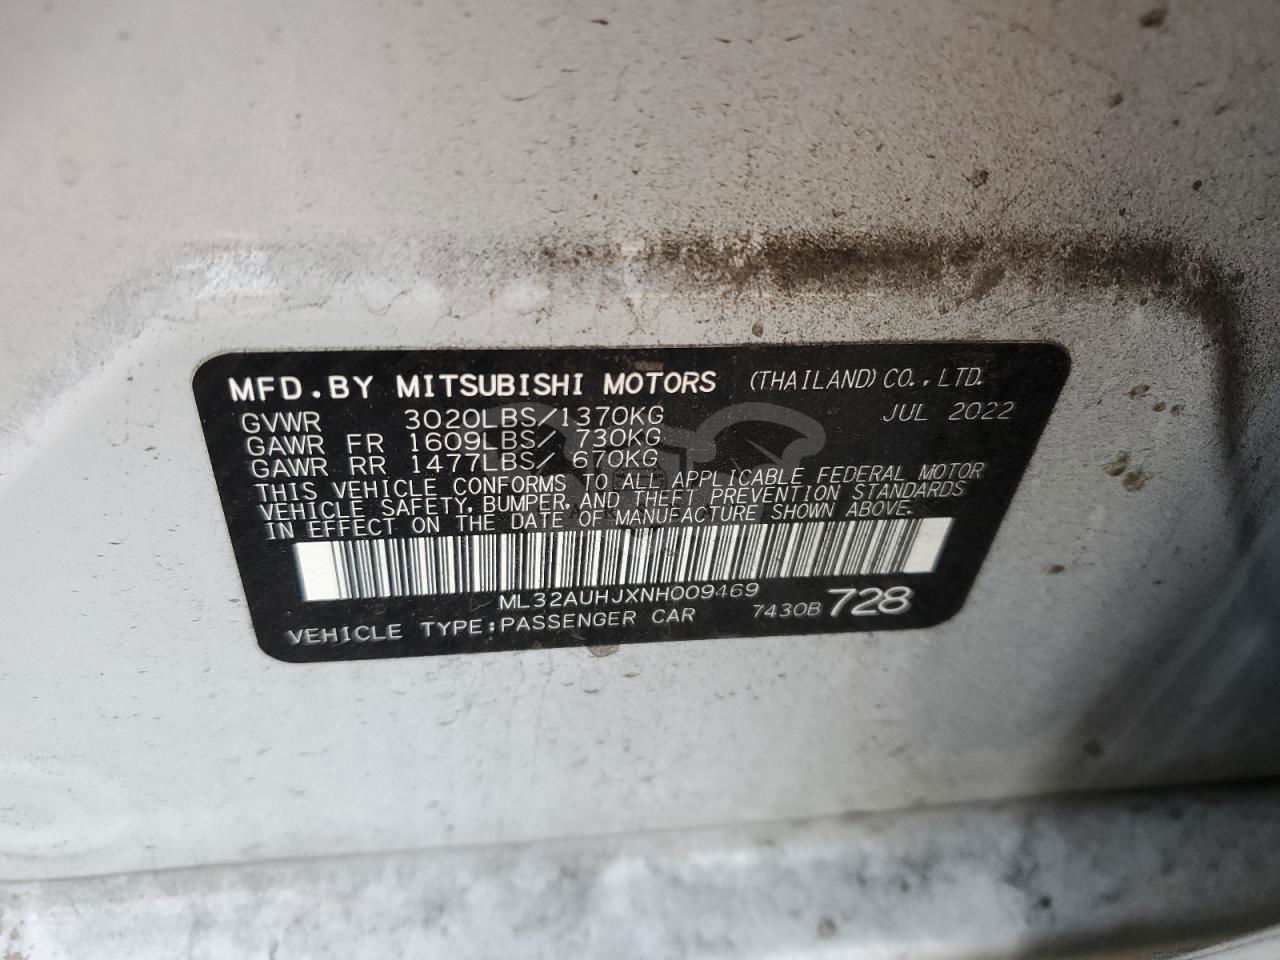 MFD. BY MITSUBISHI MOTORS (THAILAND) CO., LTD.
GVWR 3020LBS/1370KG JUL 2022
GAWR FR 1609LBS/ 730KG
GAWR RR 1477LBS/ 670KG
THIS VEHICLE CONFORMS TO ALL APPLICABLE FEDERAL MOTOR
VEHICLE SAFETY, BUMPER, AND THEFT PREVENTION STANDARDS
IN EFFECT ON THE DATE OF MANUFACTURE SHOWN ABOVE.
ML32AUHJXNH009469
VEHICLE TYPE:PASSENGER CAR 7430B 728